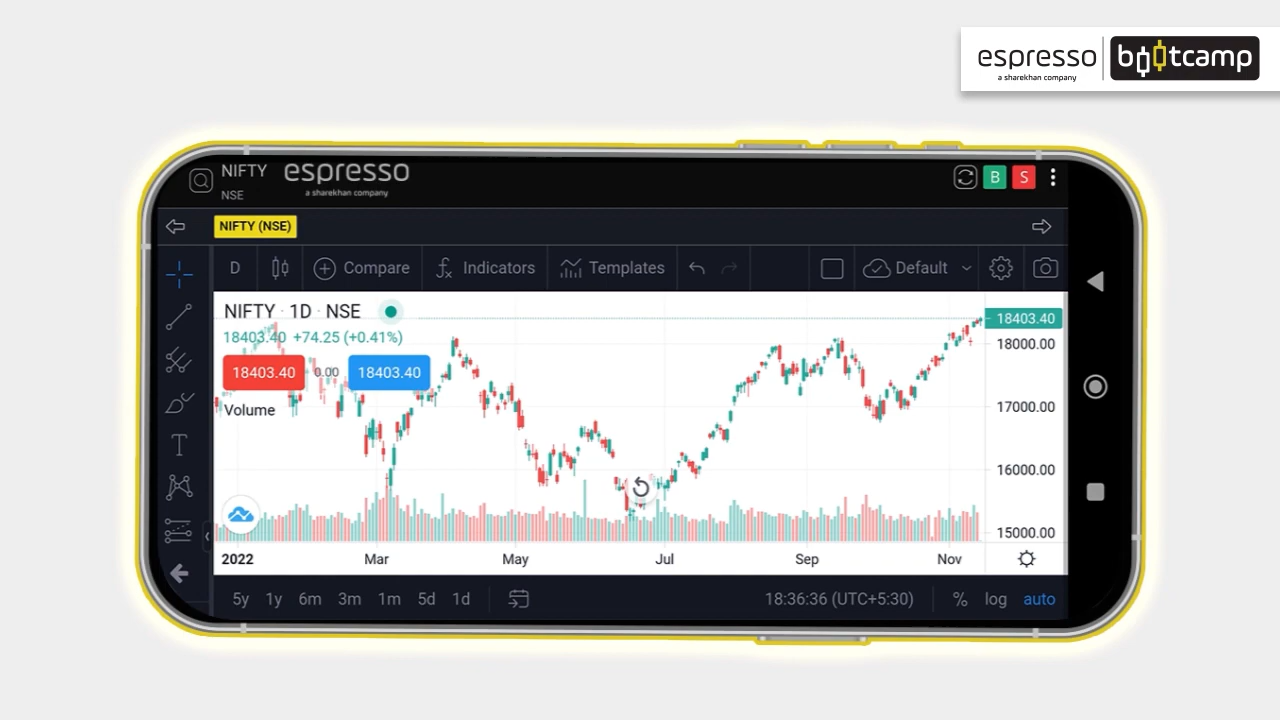 espresso
a sharekhan company
bootcamp
NIFTY
NSE
espresso
a sharekhan company
B
S
NIFTY (NSE)
D
Compare
Indicators
Templates
Default
NIFTY · 1D · NSE
18403.40 +74.25 (+0.41%)
18403.40
0.00
18403.40
Volume
18403.40
18000.00
17000.00
16000.00
15000.00
2022 Mar May Jul Sep Nov
5y 1y 6m 3m 1m 5d 1d
18:36:36 (UTC+5:30)
% log auto